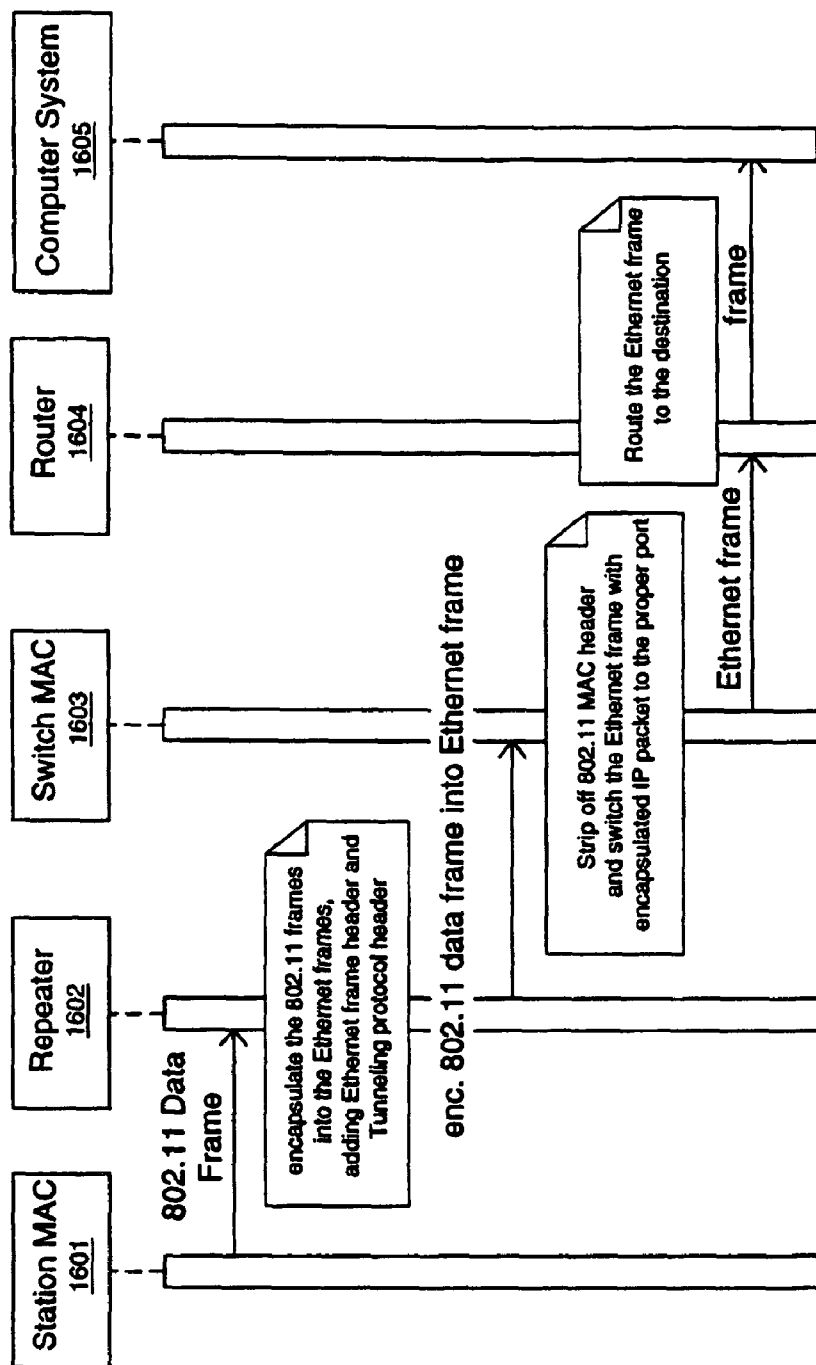 Station MAC
1601
Repeater
1602
Switch MAC
1603
Router
1604
Computer System
1605
802.11 Data
Frame
encapsulate the 802.11 frames
into the Ethernet frames,
adding Ethernet frame header and
Tunneling protocol header
enc. 802.11 data frame into Ethernet frame
Strip off 802.11 MAC header
and switch the Ethernet frame with
encapsulated IP packet to the proper port
Ethernet frame
Route the Ethernet frame
to the destination
frame